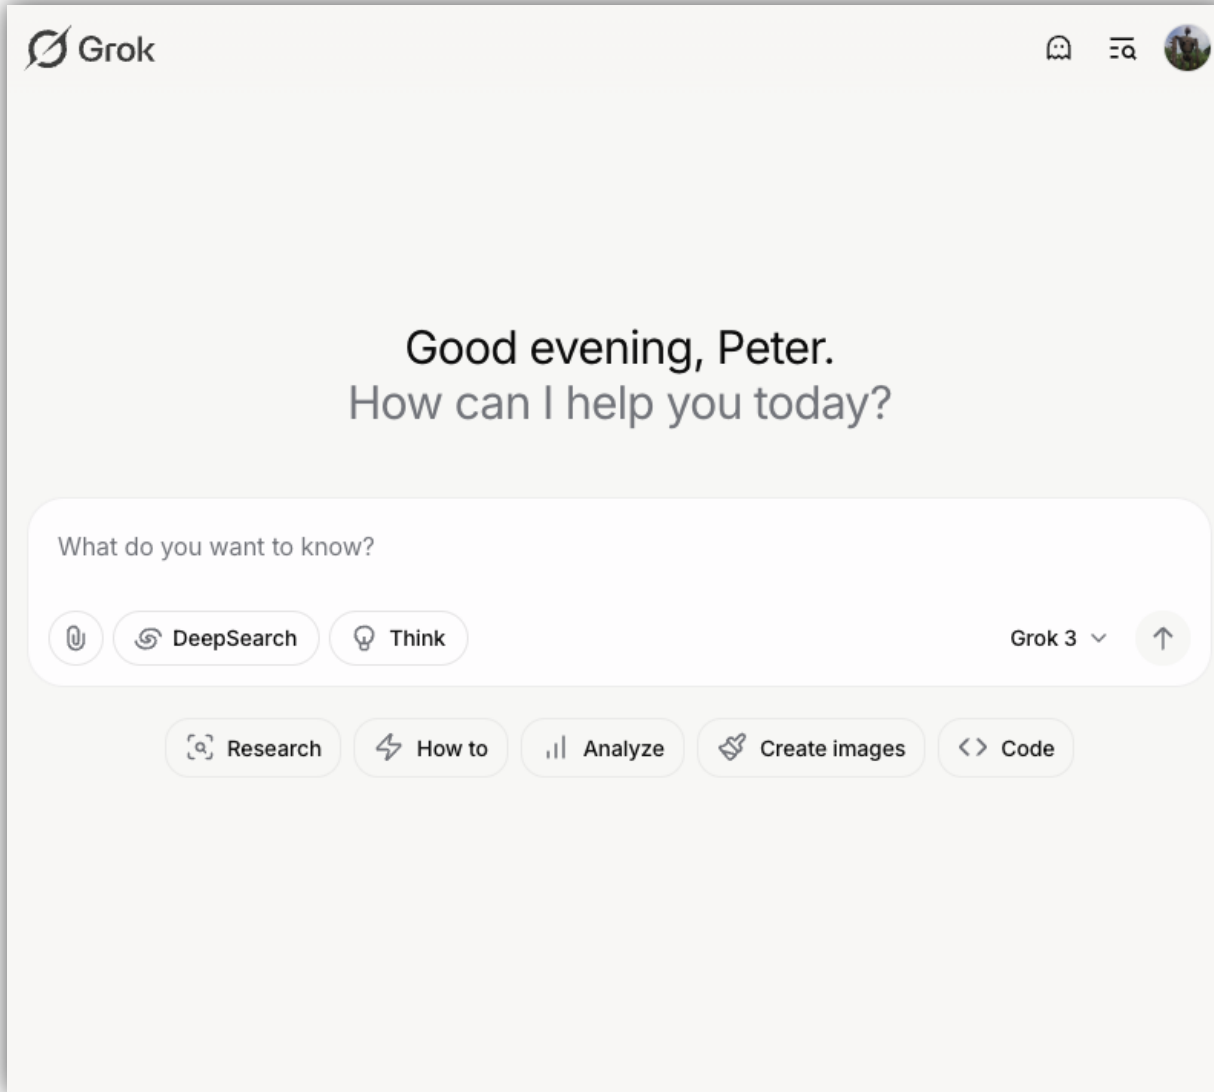 Grok
Good evening, Peter.
How can I help you today?
What do you want to know?
DeepSearch Think Grok 3
Research How to Analyze Create images Code